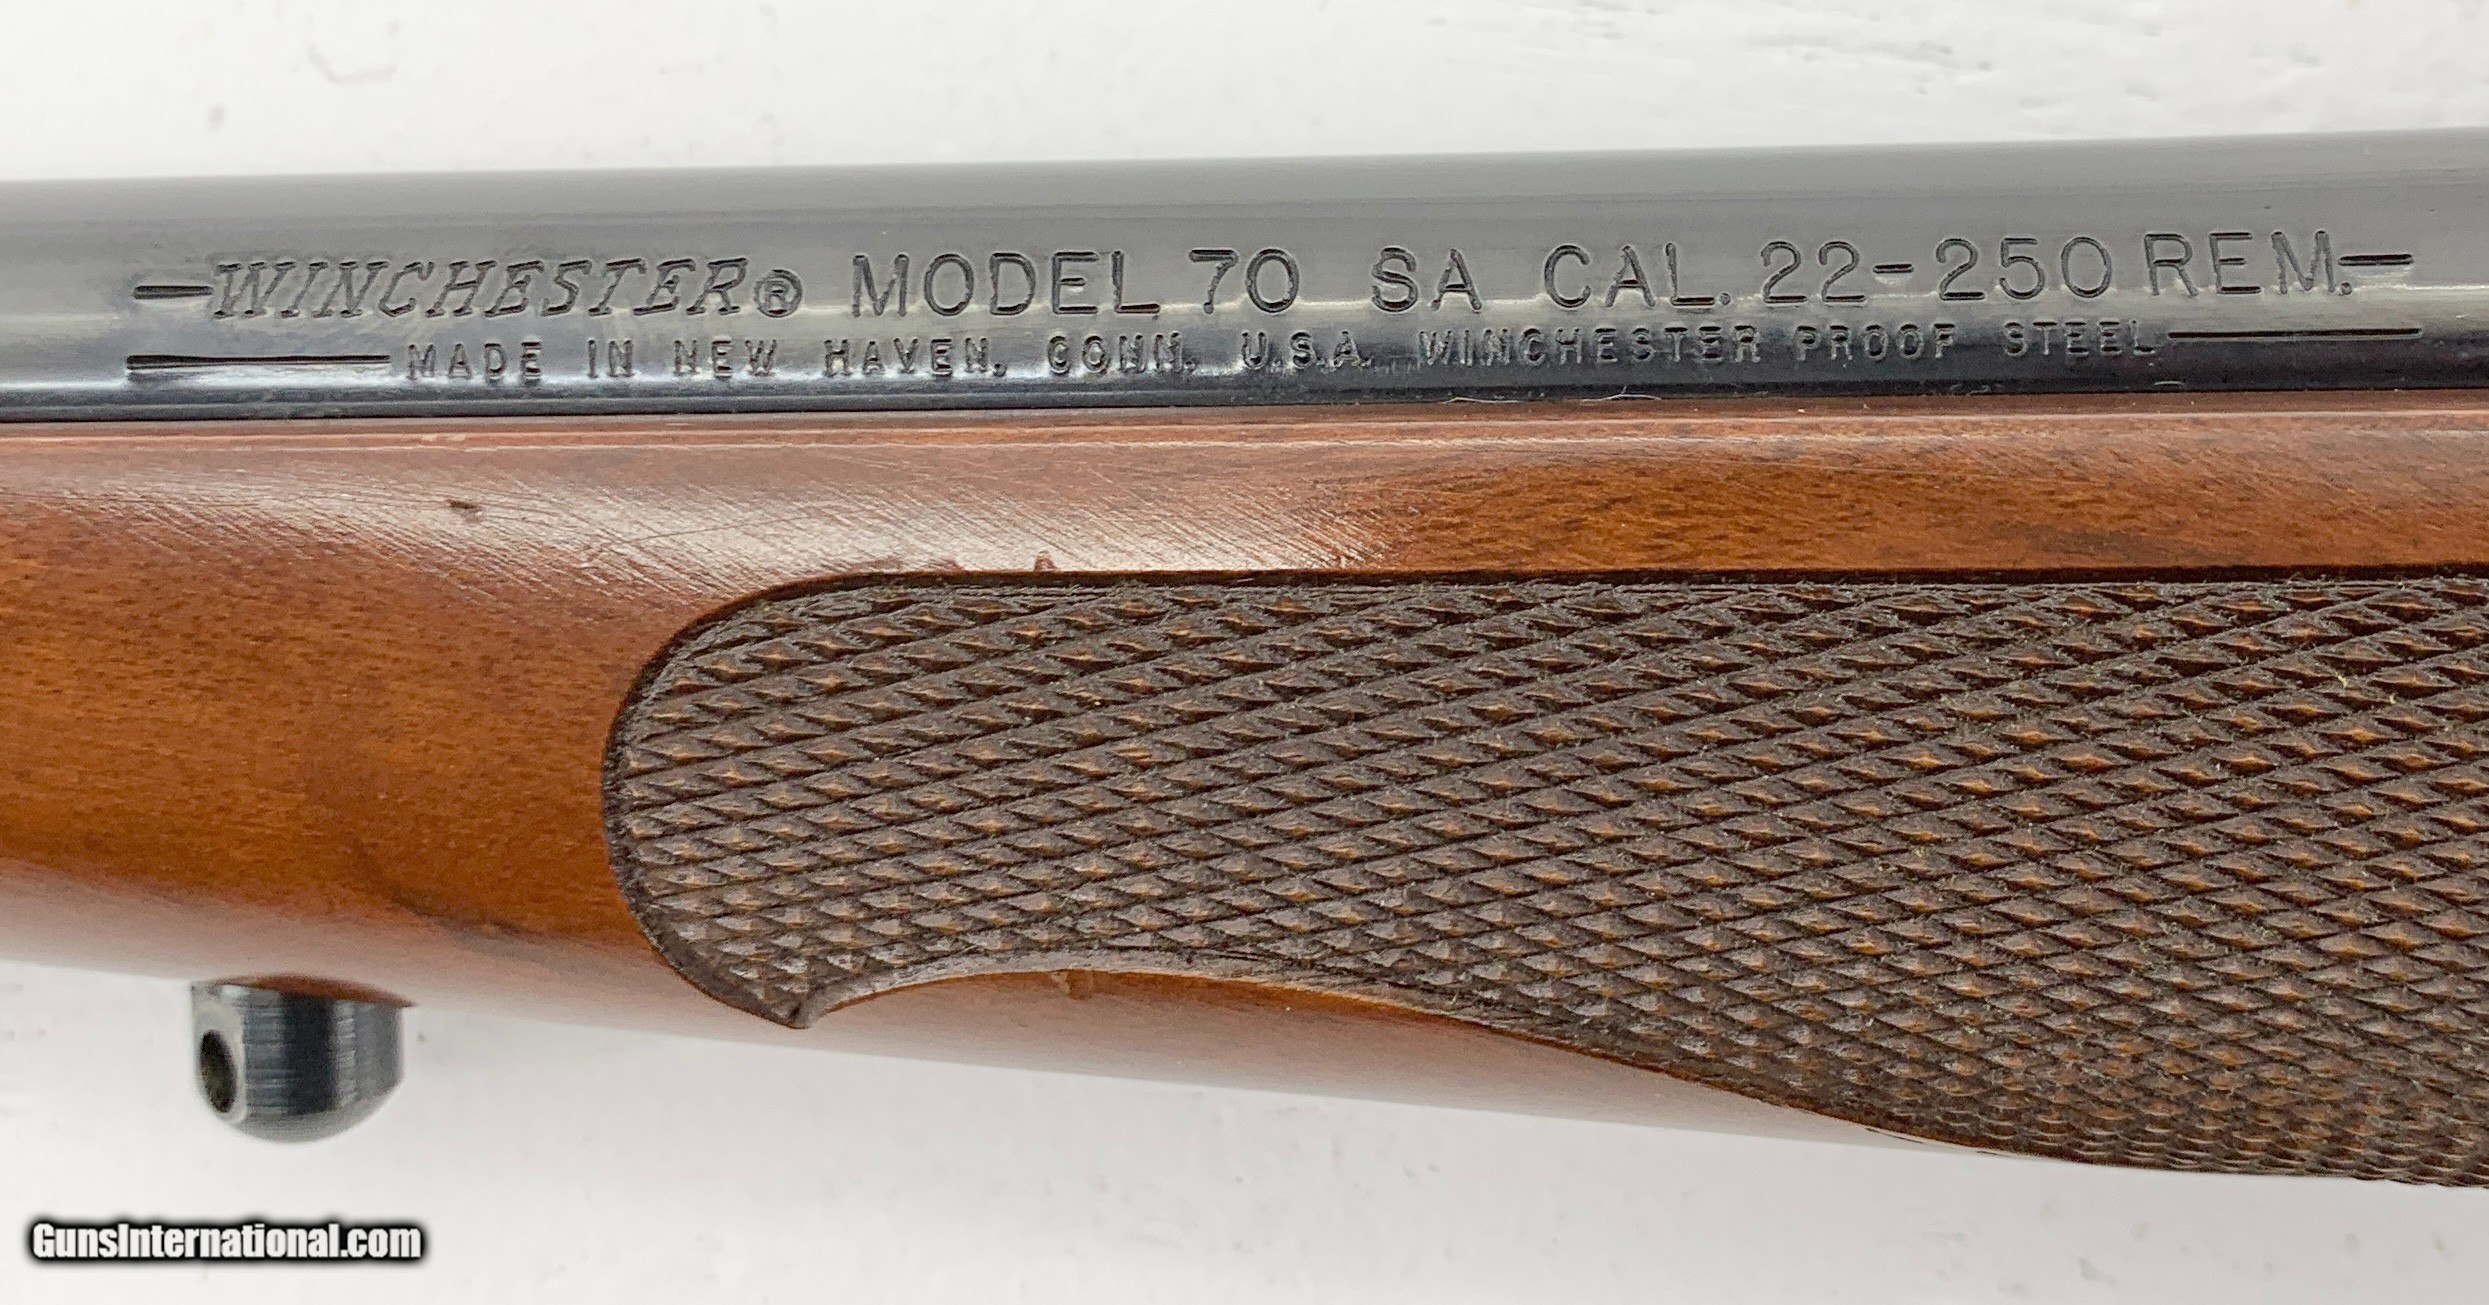 —WINCHESTER® MODEL 70 SA CAL. 22-250 REM.—
—MADE IN NEW HAVEN, CONN. U.S.A. WINCHESTER PROOF STEEL—
GunsInternational.com